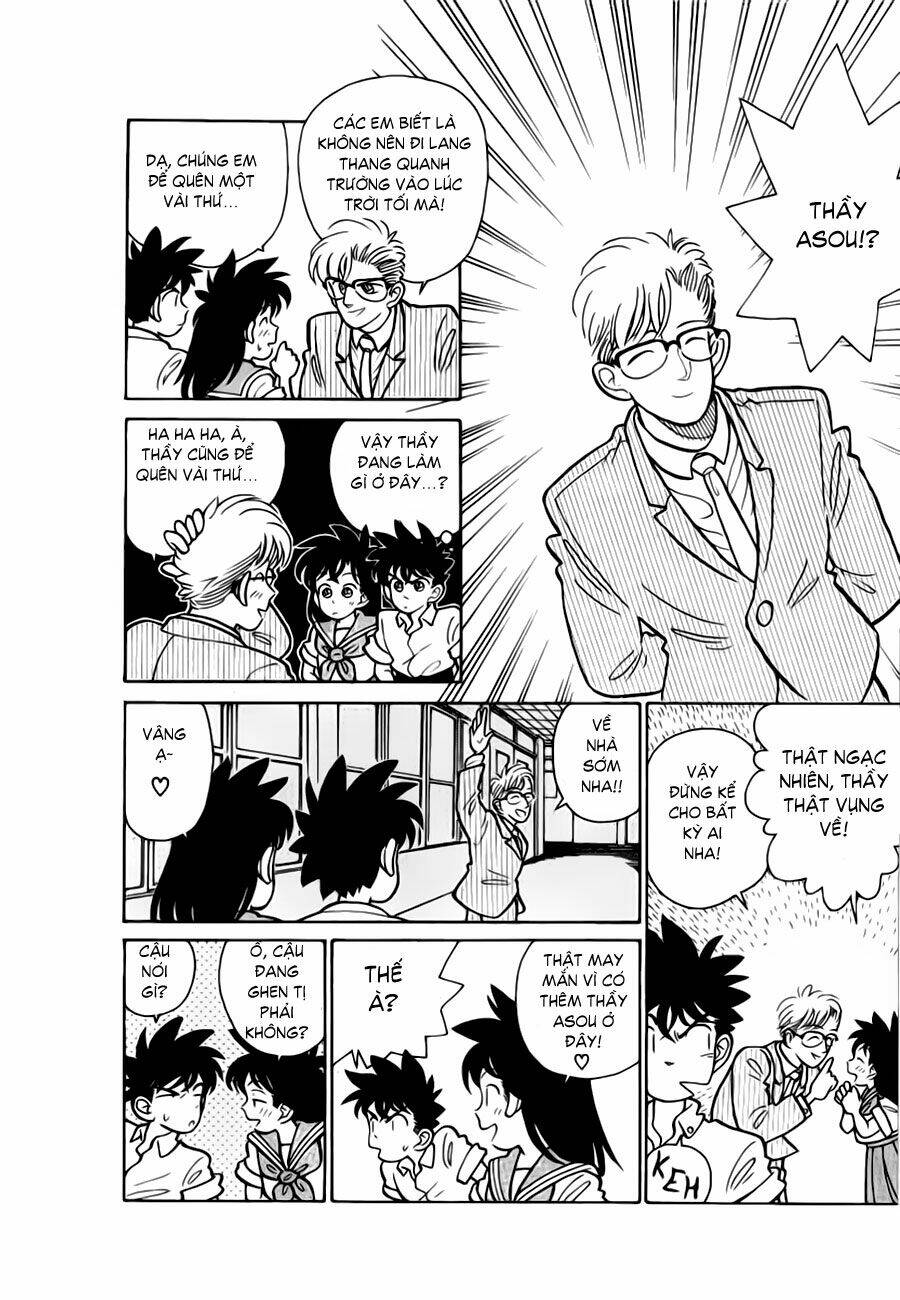 THẦY
ASOU!?
CÁC EM BIẾT LÀ
KHÔNG NÊN ĐI LANG
THANG QUANH
TRƯỜNG VÀO LÚC
TRỜI TỐI MÀ!
DẠ, CHÚNG EM
ĐỂ QUÊN MỘT
VÀI THỨ...
VẬY THẦY
ĐANG LÀM
GÌ Ở ĐÂY...?
HA HA HA, À,
THẦY CŨNG ĐỂ
QUÊN VÀI THỨ...
THẬT NGẠC
NHIÊN, THẦY
THẬT VỤNG
VỀ!
VẬY
ĐỪNG KỂ
CHO BẤT
KỲ AI
NHA!
KEH
VỀ
NHÀ
SỚM
NHA!!
VÂNG
Ạ~
♡
THẬT MAY
MẮN VÌ CÓ
THÊM THẦY
ASOU Ở
ĐÂY!
♡
THẾ
À?
Ồ, CẬU
ĐANG
GHEN TỊ
PHẢI
KHÔNG?
CẬU
NÓI
GÌ?